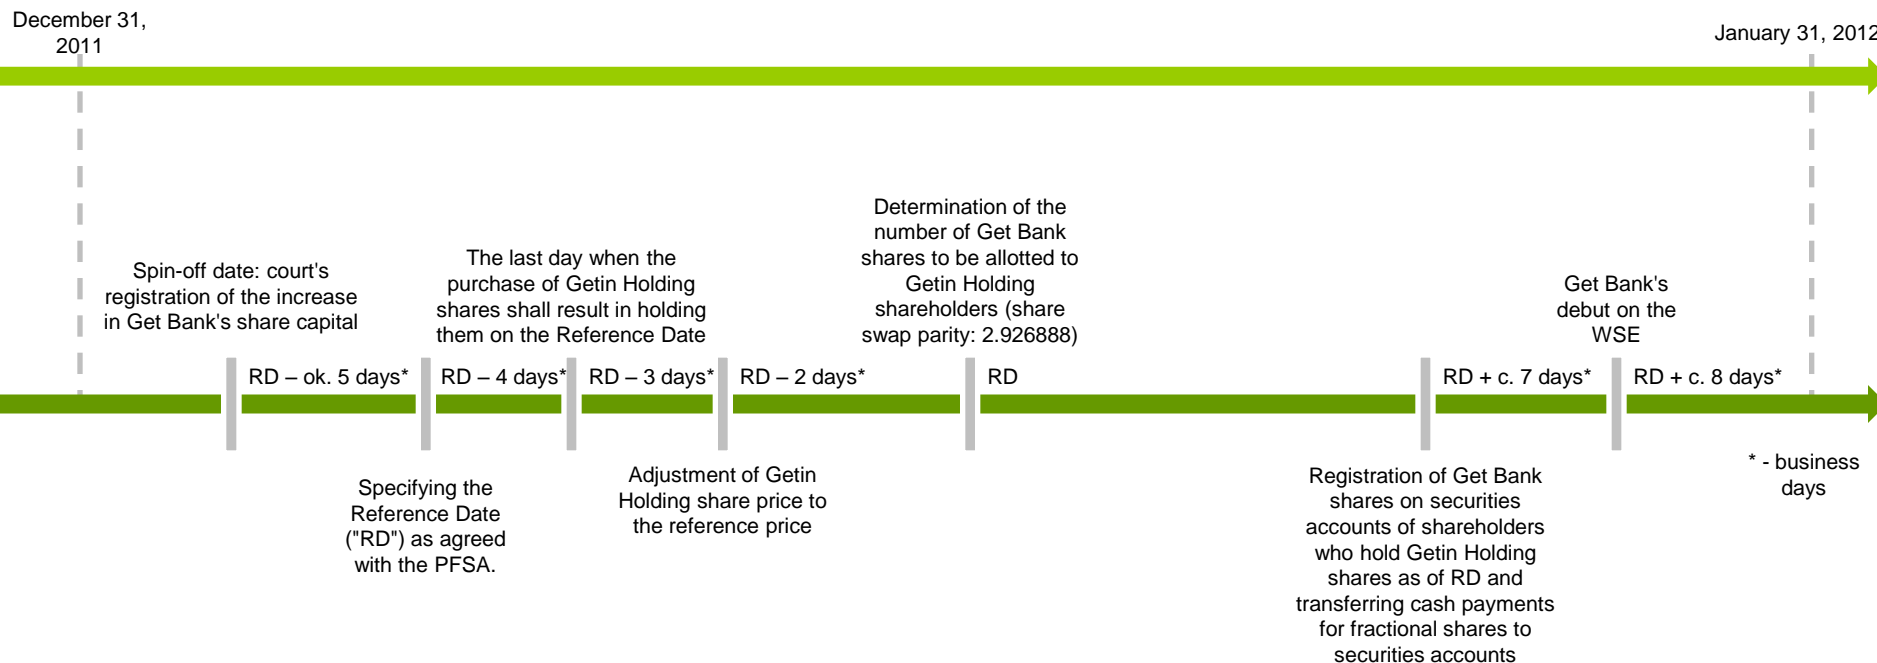 December 31,
2011
January 31, 2012
Spin-off date: court's
registration of the increase
in Get Bank's share capital
The last day when the
purchase of Getin Holding
shares shall result in holding
them on the Reference Date
Determination of the
number of Get Bank
shares to be allotted to
Getin Holding
shareholders (share
swap parity: 2.926888)
Get Bank's
debut on the
WSE
RD – ok. 5 days*
RD – 4 days*
RD – 3 days*
RD – 2 days*
RD
RD + c. 7 days*
RD + c. 8 days*
Specifying the
Reference Date
("RD") as agreed
with the PFSA.
Adjustment of Getin
Holding share price to
the reference price
Registration of Get Bank
shares on securities
accounts of shareholders
who hold Getin Holding
shares as of RD and
transferring cash payments
for fractional shares to
securities accounts
* - business
days